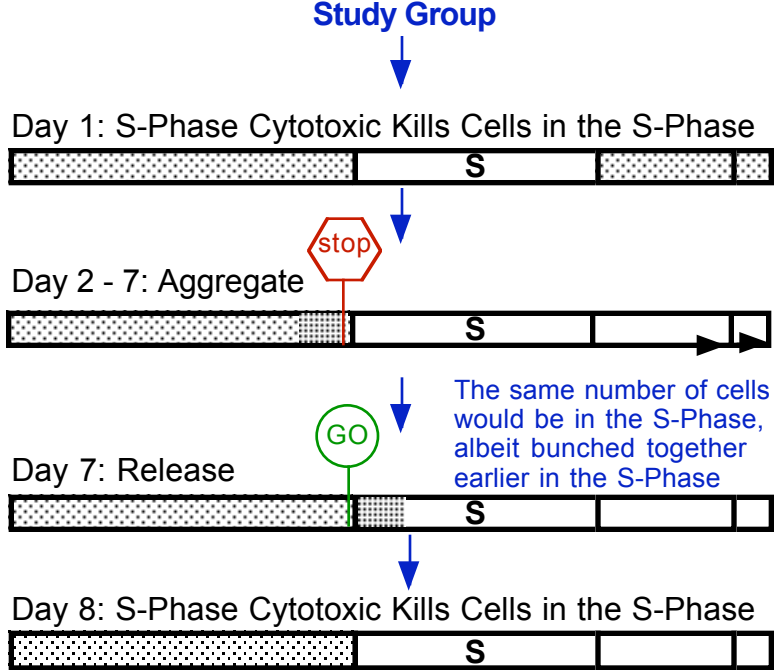 Study Group
Day 1: S-Phase Cytotoxic Kills Cells in the S-Phase
S
stop
Day 2 - 7: Aggregate
S
The same number of cells
would be in the S-Phase,
albeit bunched together
earlier in the S-Phase
GO
Day 7: Release
S
Day 8: S-Phase Cytotoxic Kills Cells in the S-Phase
S